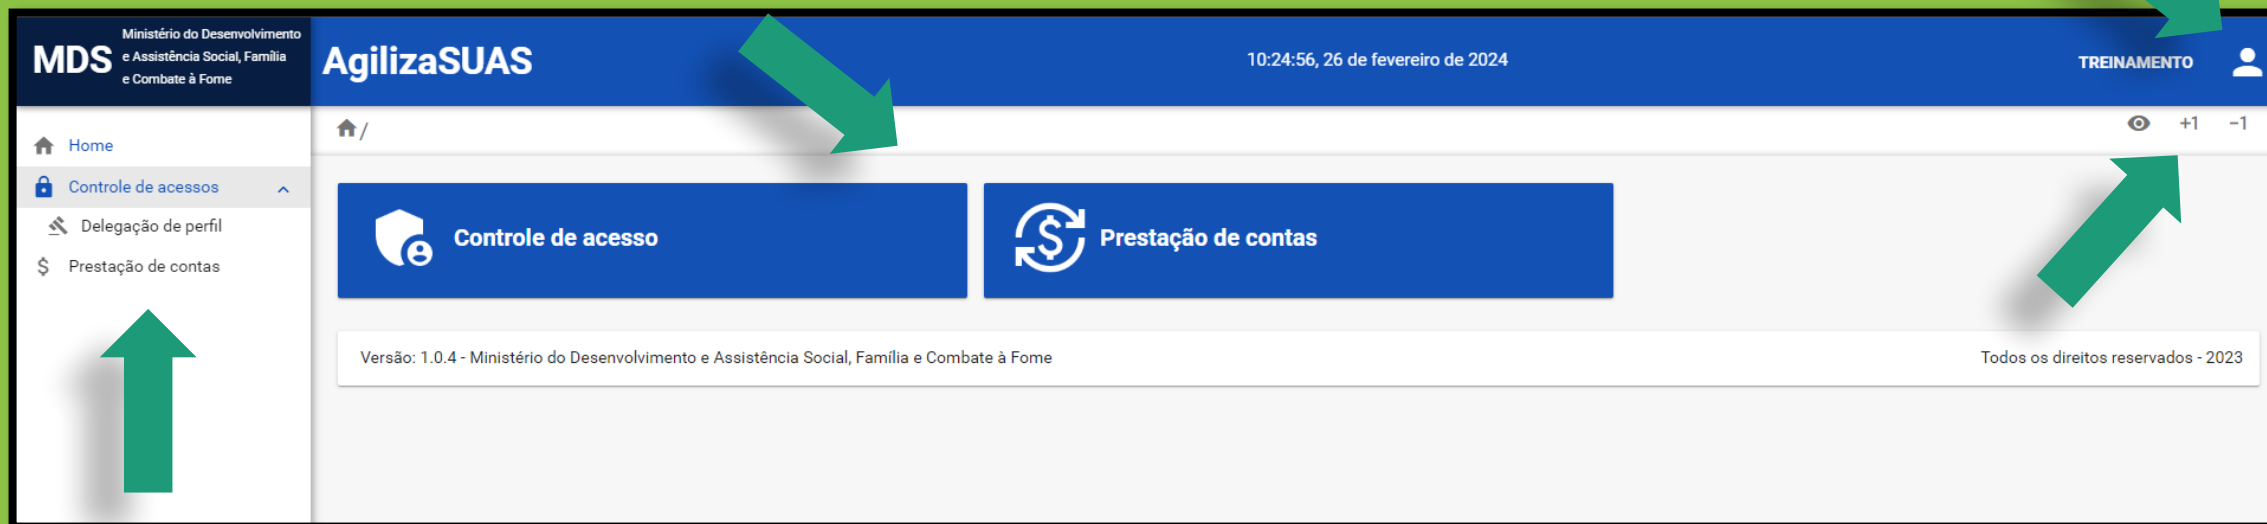 MDS
Ministério do Desenvolvimento
e Assistência Social, Família
e Combate à Fome
AgilizaSUAS
10:24:56, 26 de fevereiro de 2024
TREINAMENTO
/
+1 -1
Home
Controle de acessos
Delegação de perfil
Prestação de contas
Controle de acesso
Prestação de contas
Versão: 1.0.4 - Ministério do Desenvolvimento e Assistência Social, Família e Combate à Fome
Todos os direitos reservados - 2023